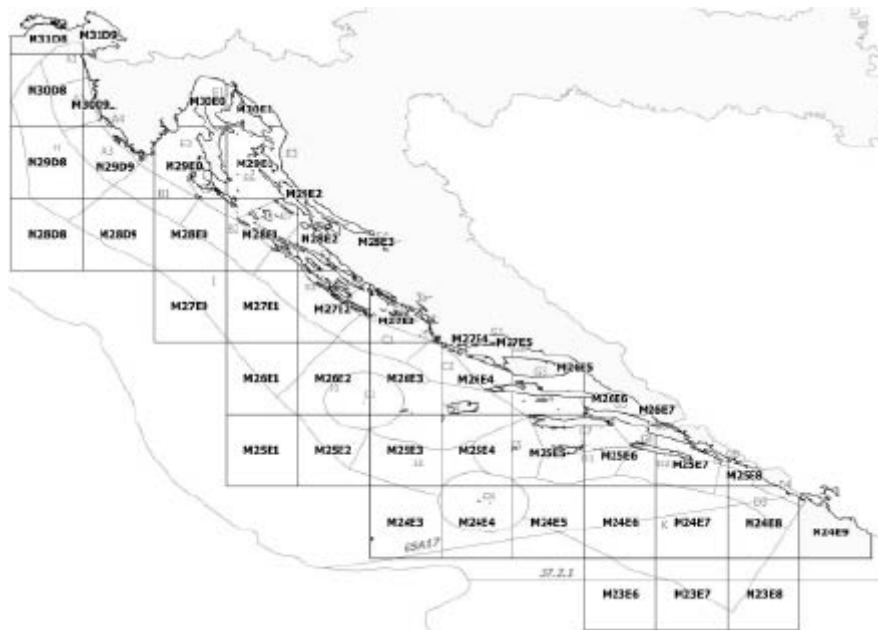 M31D8 M31D9
M30D8 M30D9 M30E0 M30E1
M29D8 M29D9 M29E0 M29E1 M29E2
M28D8 M28D9 M28E0 M28E1 M28E2 M28E3
M27E0 M27E1 M27E2 M27E3 M27E4 M27E5
M26E1 M26E2 M26E3 M26E4 M26E5 M26E6 M26E7
M25E1 M25E2 M25E3 M25E4 M25E5 M25E6 M25E7 M25E8
M24E3 M24E4 M24E5 M24E6 M24E7 M24E8 M24E9
GSA17
37.2.1
M23E6 M23E7 M23E8